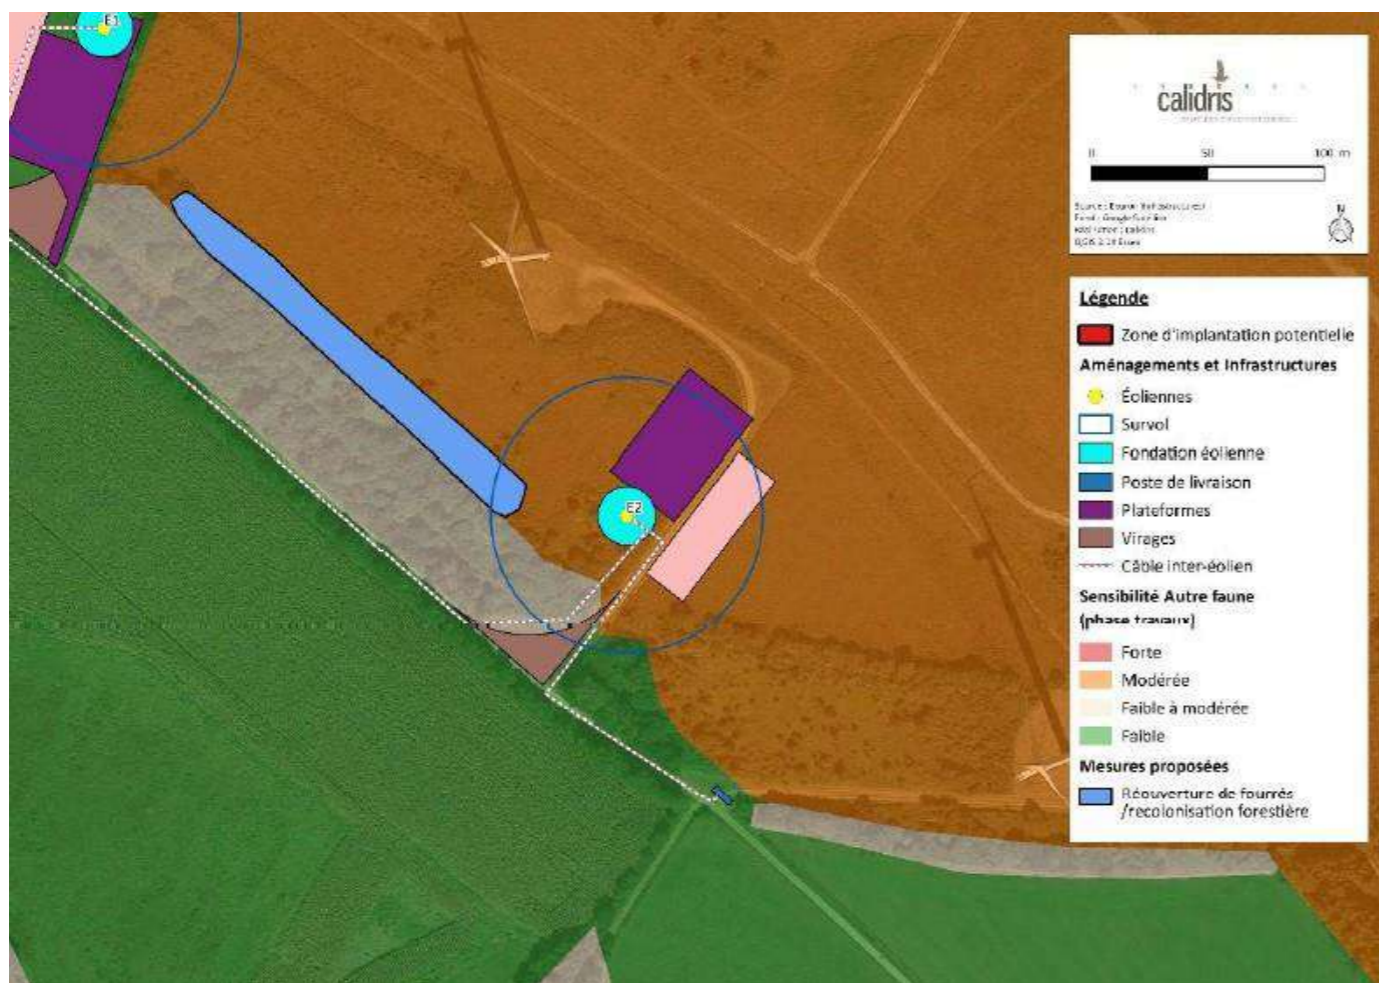 E1
calidris
0 50 100 m
N
Légende
Zone d'implantation potentielle
Aménagements et Infrastructures
Éoliennes
Survol
Fondation éolienne
Poste de livraison
Plateformes
Virages
Câble inter-éolien
Sensibilité Autre faune
(phase travaux)
Forte
Modérée
Faible à modérée
Faible
Mesures proposées
Réouverture de fourrés
/recolonisation forestière
E2